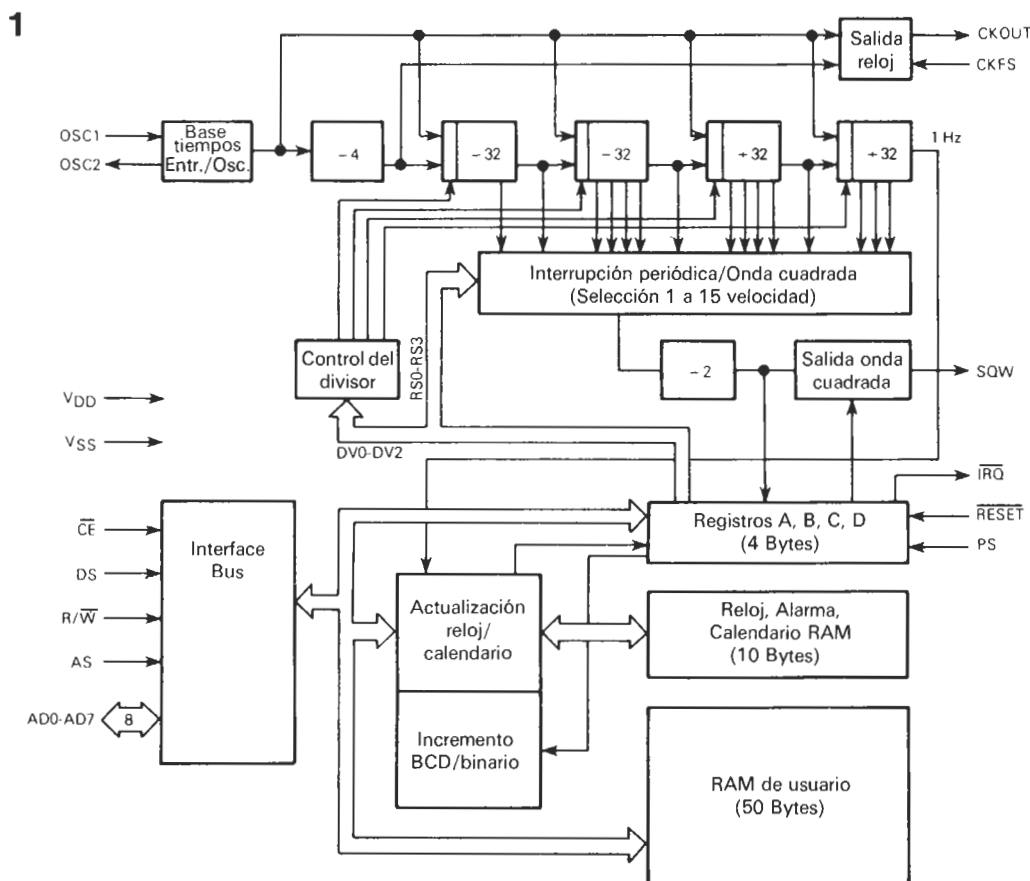 1
Salida
reloj
CKOUT
CKFS
OSC1
OSC2
Base
tiempos
Entr./Osc.
- 4
- 32
- 32
÷ 32
÷ 32
1 Hz
Interrupción periódica/Onda cuadrada
(Selección 1 a 15 velocidad)
Control del
divisor
RS0-RS3
- 2
Salida onda
cuadrada
SQW
VDD
VSS
DV0-DV2
IRQ
RESET
PS
Registros A, B, C, D
(4 Bytes)
CE
DS
R/W
AS
AD0-AD7
8
Interface
Bus
Actualización
reloj/
calendario
Reloj, Alarma,
Calendario RAM
(10 Bytes)
Incremento
BCD/binario
RAM de usuario
(50 Bytes)